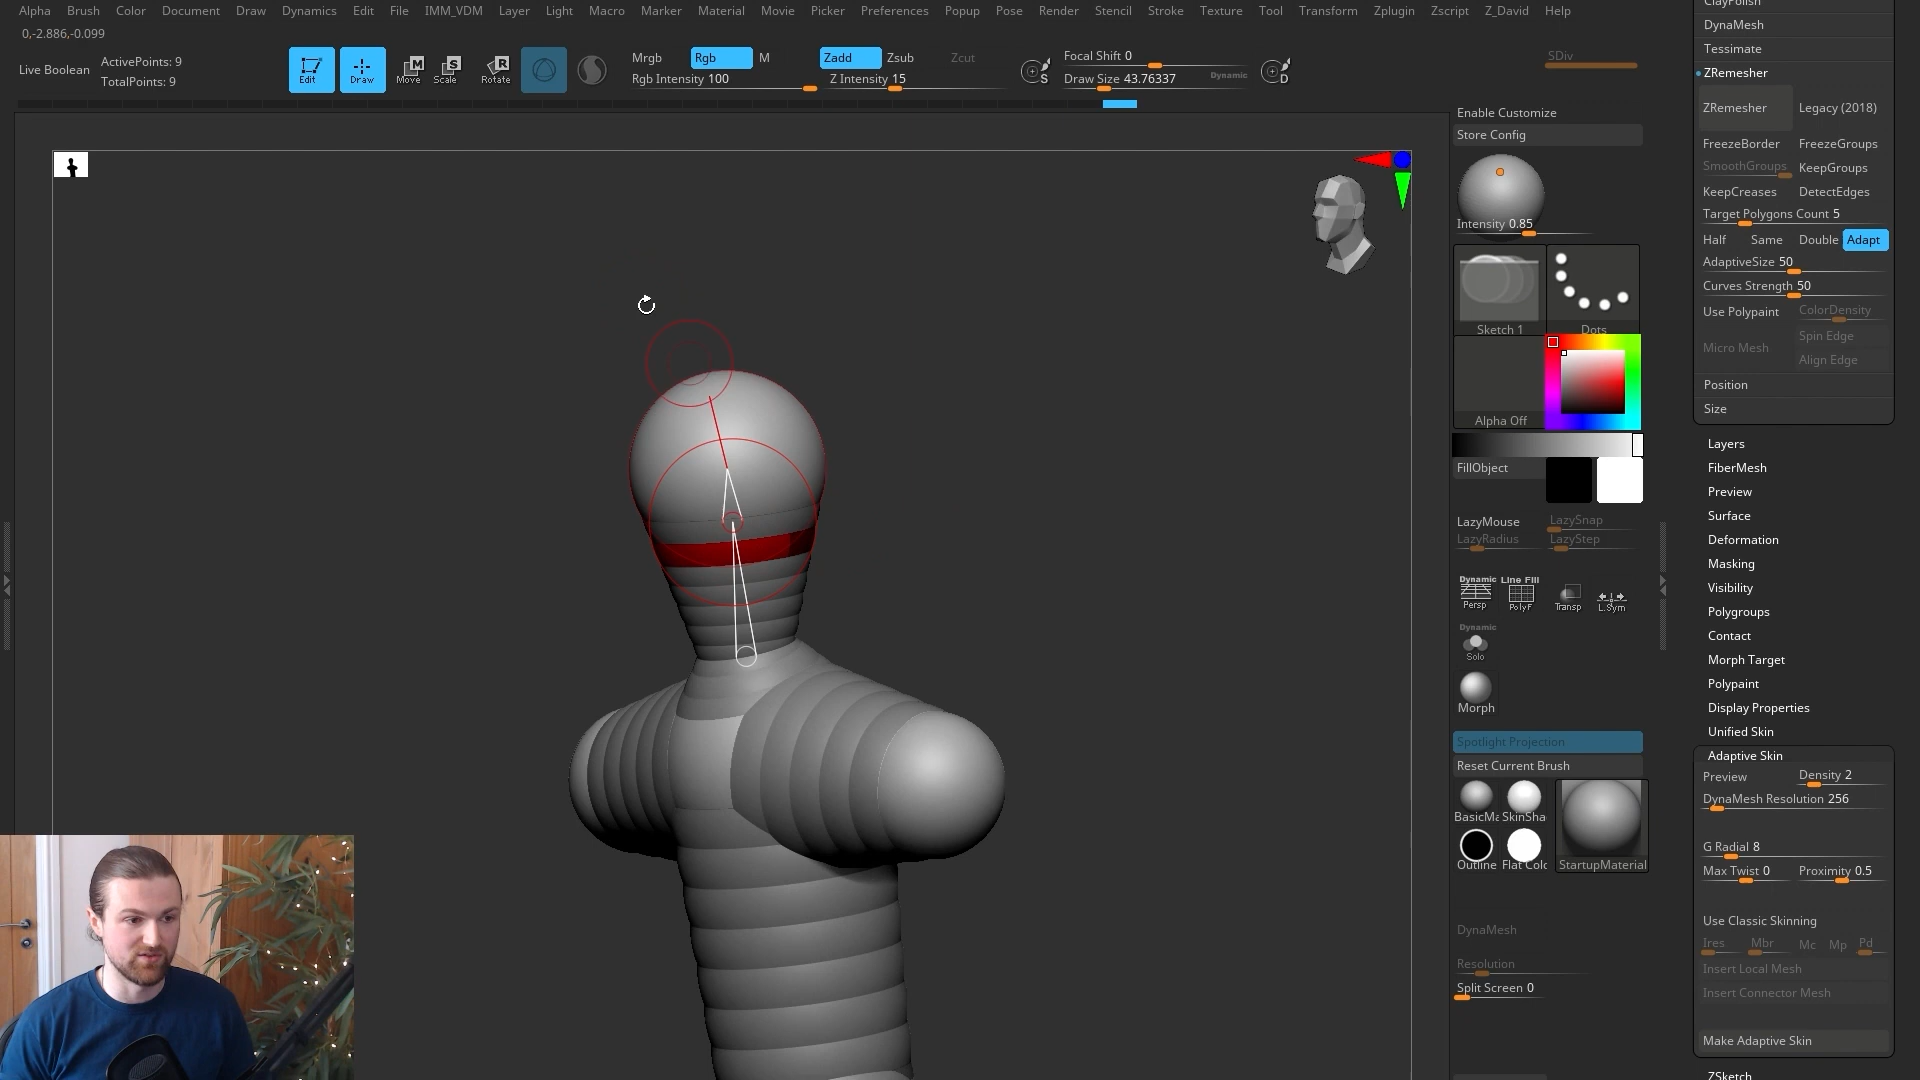 Alpha Brush Color Document Draw Dynamics Edit File IMM_VDM Layer Light Macro Marker Material Movie Picker Preferences Popup Pose Render Stencil Stroke Texture Tool Transform Zplugin Zscript Z_David Help
0,-2.886,-0.099
Live Boolean
ActivePoints: 9
TotalPoints: 9
Edit
Draw
Move
Scale
Rotate
Mrgb
Rgb
M
Rgb Intensity 100
Zadd
Zsub
Zcut
Z Intensity 15
S
Focal Shift 0
Draw Size 43.76337
Dynamic
D
SDiv
Enable Customize
Store Config
Intensity 0.85
Sketch 1
Dots
Alpha Off
FillObject
LazyMouse
LazySnap
LazyRadius
LazyStep
Dynamic
Persp
Line Fill
PolyF
Transp
L.Sym
Dynamic
Solo
Morph
Spotlight Projection
Reset Current Brush
BasicMa
SkinSha
Outline
Flat Colo
StartupMaterial
DynaMesh
Resolution
Split Screen 0
ClayPolish
DynaMesh
Tessimate
ZRemesher
ZRemesher
Legacy (2018)
FreezeBorder
FreezeGroups
SmoothGroups
KeepGroups
KeepCreases
DetectEdges
Target Polygons Count 5
Half
Same
Double
Adapt
AdaptiveSize 50
Curves Strength 50
Use Polypaint
ColorDensity
Micro Mesh
Spin Edge
Align Edge
Position
Size
Layers
FiberMesh
Preview
Surface
Deformation
Masking
Visibility
Polygroups
Contact
Morph Target
Polypaint
Display Properties
Unified Skin
Adaptive Skin
Preview
Density 2
DynaMesh Resolution 256
G Radial 8
Max Twist 0
Proximity 0.5
Use Classic Skinning
Ires
Mbr
Mc
Mp
Pd
Insert Local Mesh
Insert Connector Mesh
Make Adaptive Skin
ZSketch